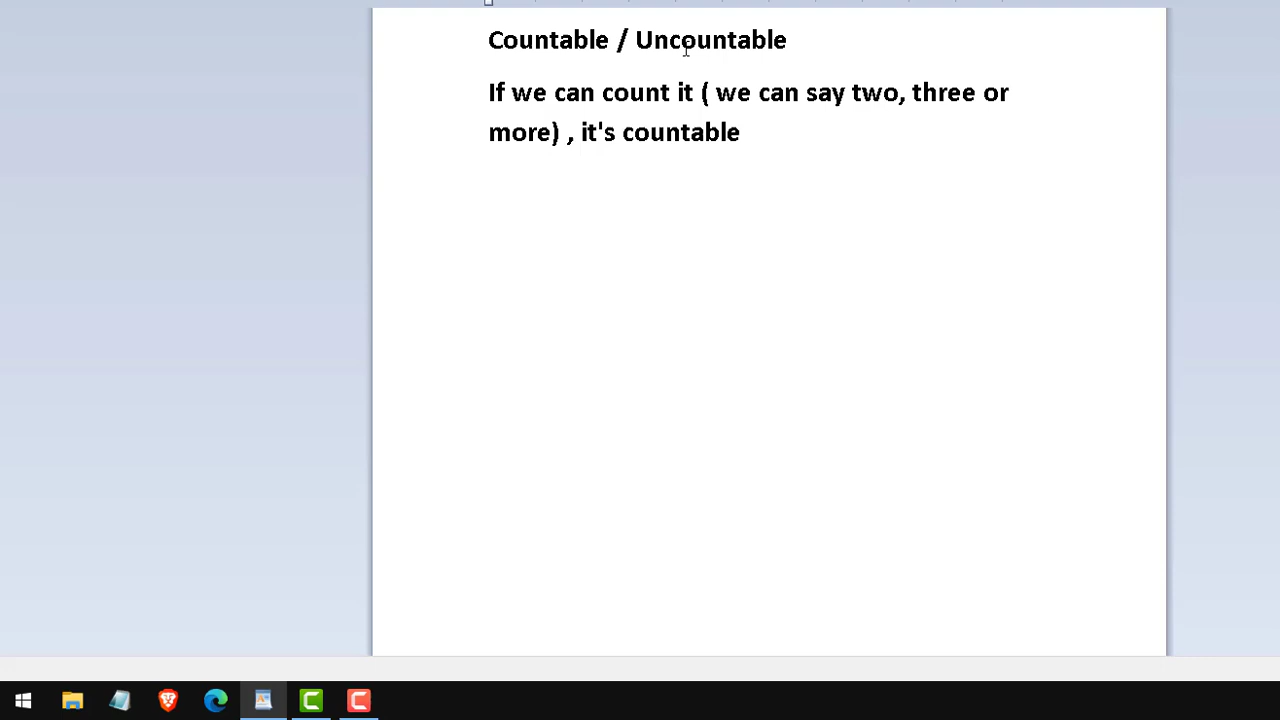 Countable / Uncountable
If we can count it ( we can say two, three or
more) , it's countable